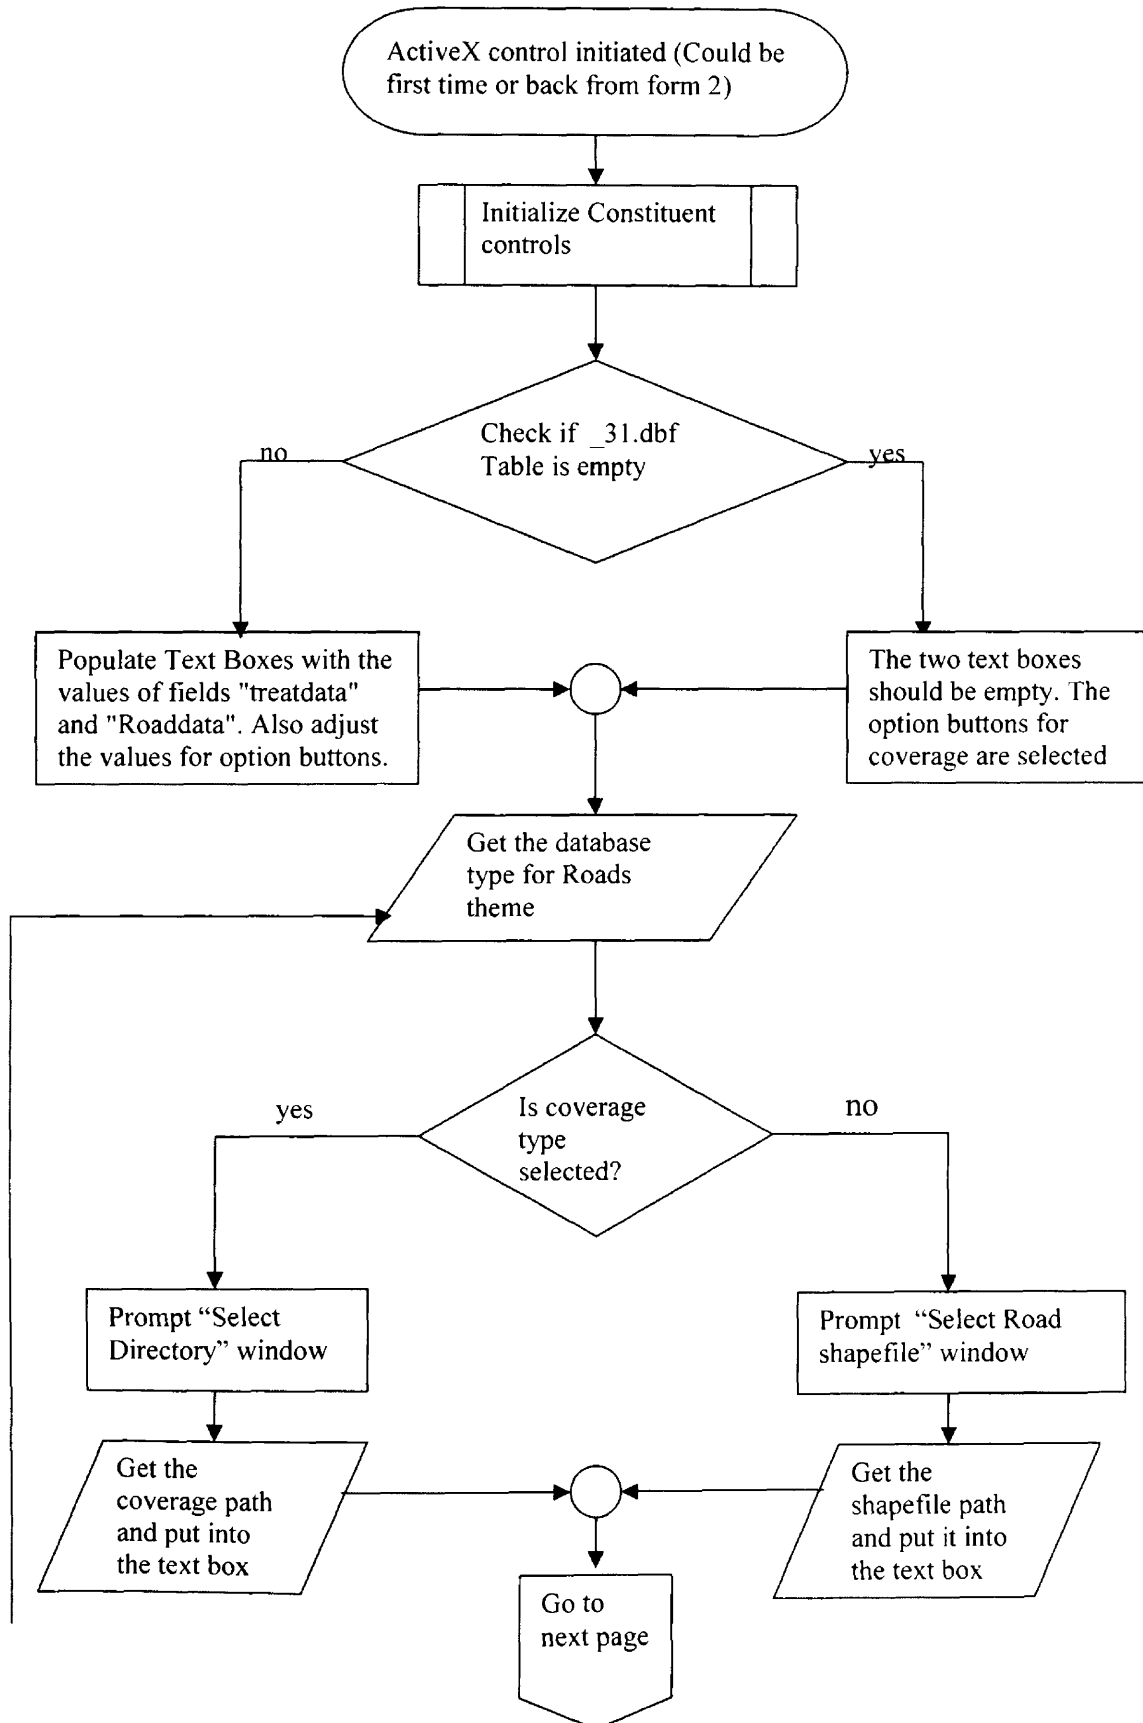 ActiveX control initiated (Could be
first time or back from form 2)
Initialize Constituent
controls
Check if _31.dbf
Table is empty
no
yes
Populate Text Boxes with the
values of fields "treatdata"
and "Roaddata". Also adjust
the values for option buttons.
The two text boxes
should be empty. The
option buttons for
coverage are selected
Get the database
type for Roads
theme
Is coverage
type
selected?
yes
no
Prompt “Select
Directory” window
Prompt “Select Road
shapefile” window
Get the
coverage path
and put into
the text box
Get the
shapefile path
and put it into
the text box
Go to
next page